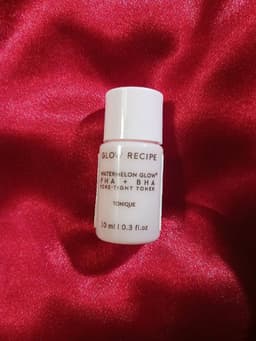 GLOW RECIPE
WATERMELON GLOW®
PHA + BHA
PORE-TIGHT TONER
TONIQUE
10 ml | 0.3 fl.oz